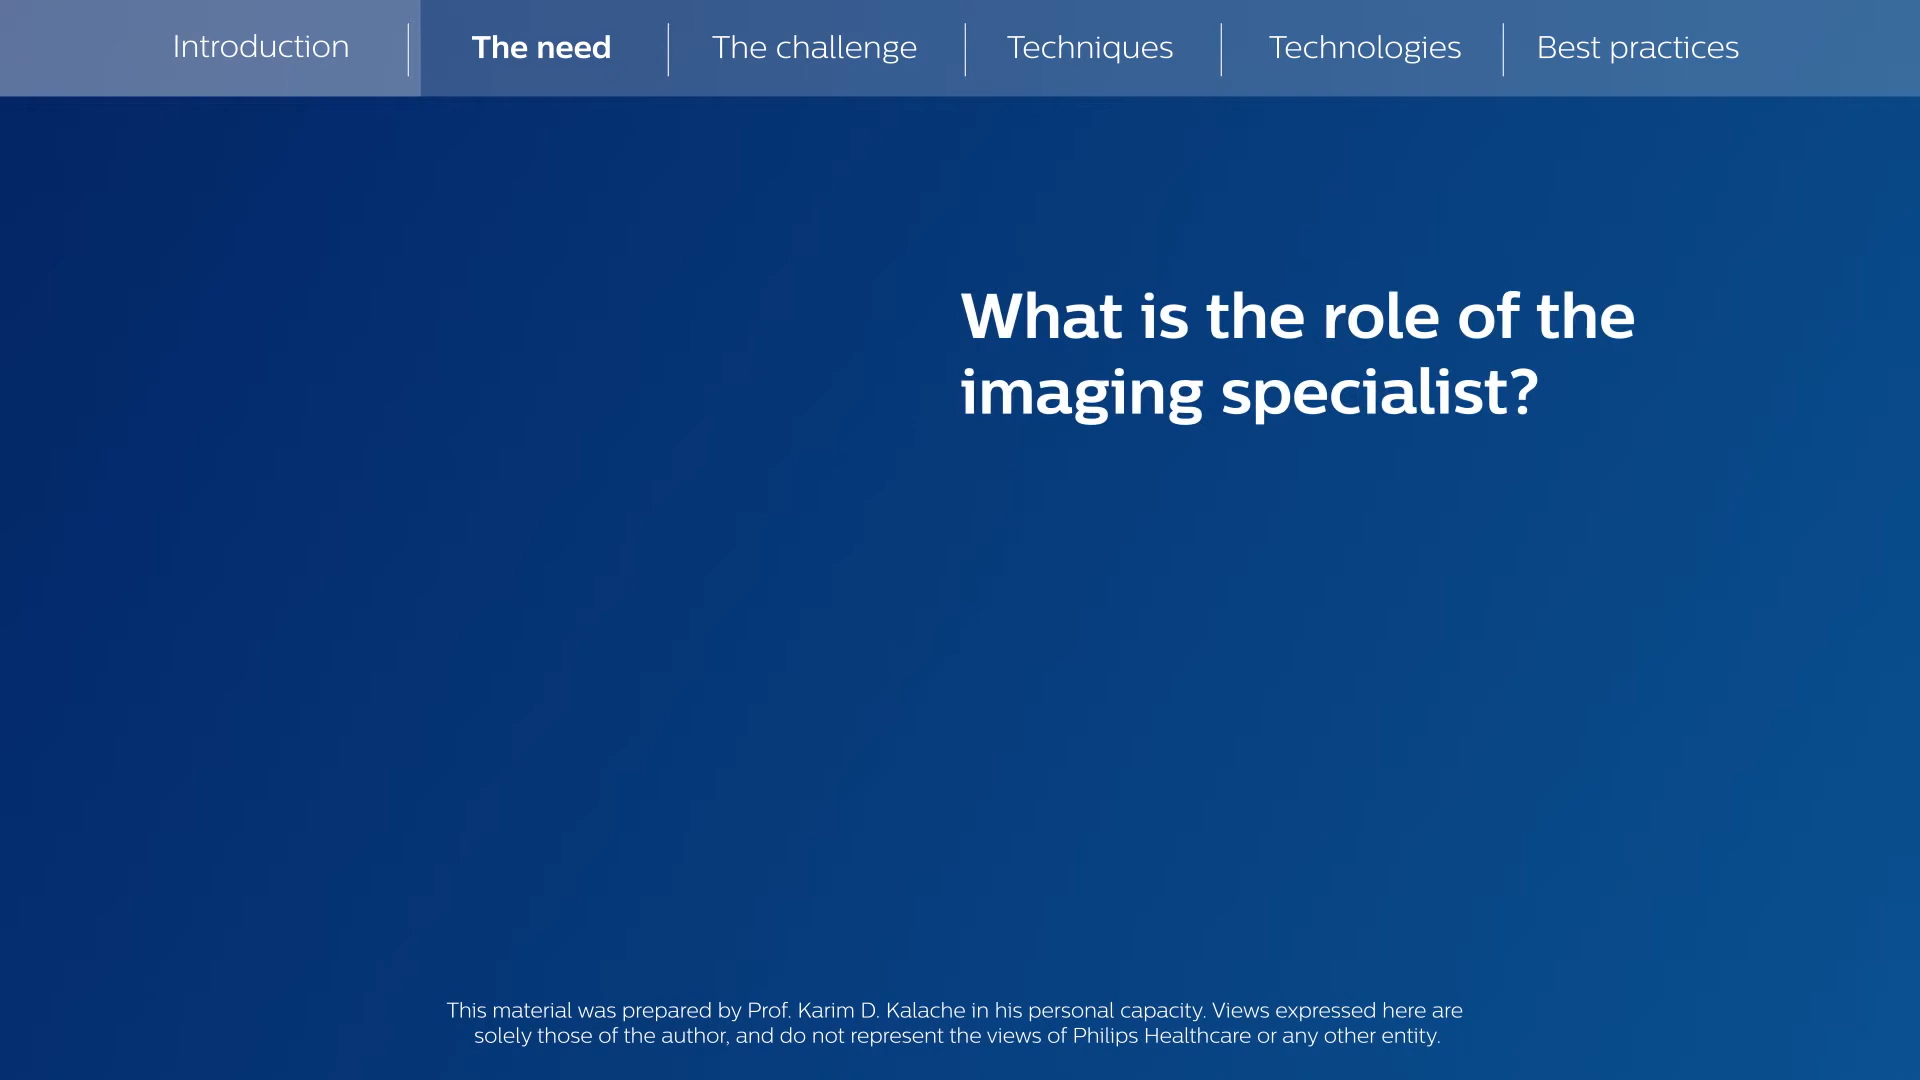 Introduction
The need
The challenge
Techniques
Technologies
Best practices
What is the role of the
imaging specialist?
This material was prepared by Prof. Karim D. Kalache in his personal capacity. Views expressed here are
solely those of the author, and do not represent the views of Philips Healthcare or any other entity.